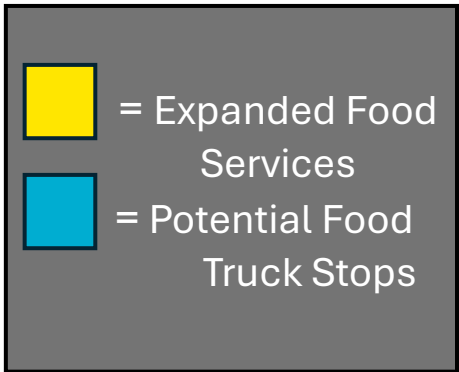 = Expanded Food
Services
= Potential Food
Truck Stops